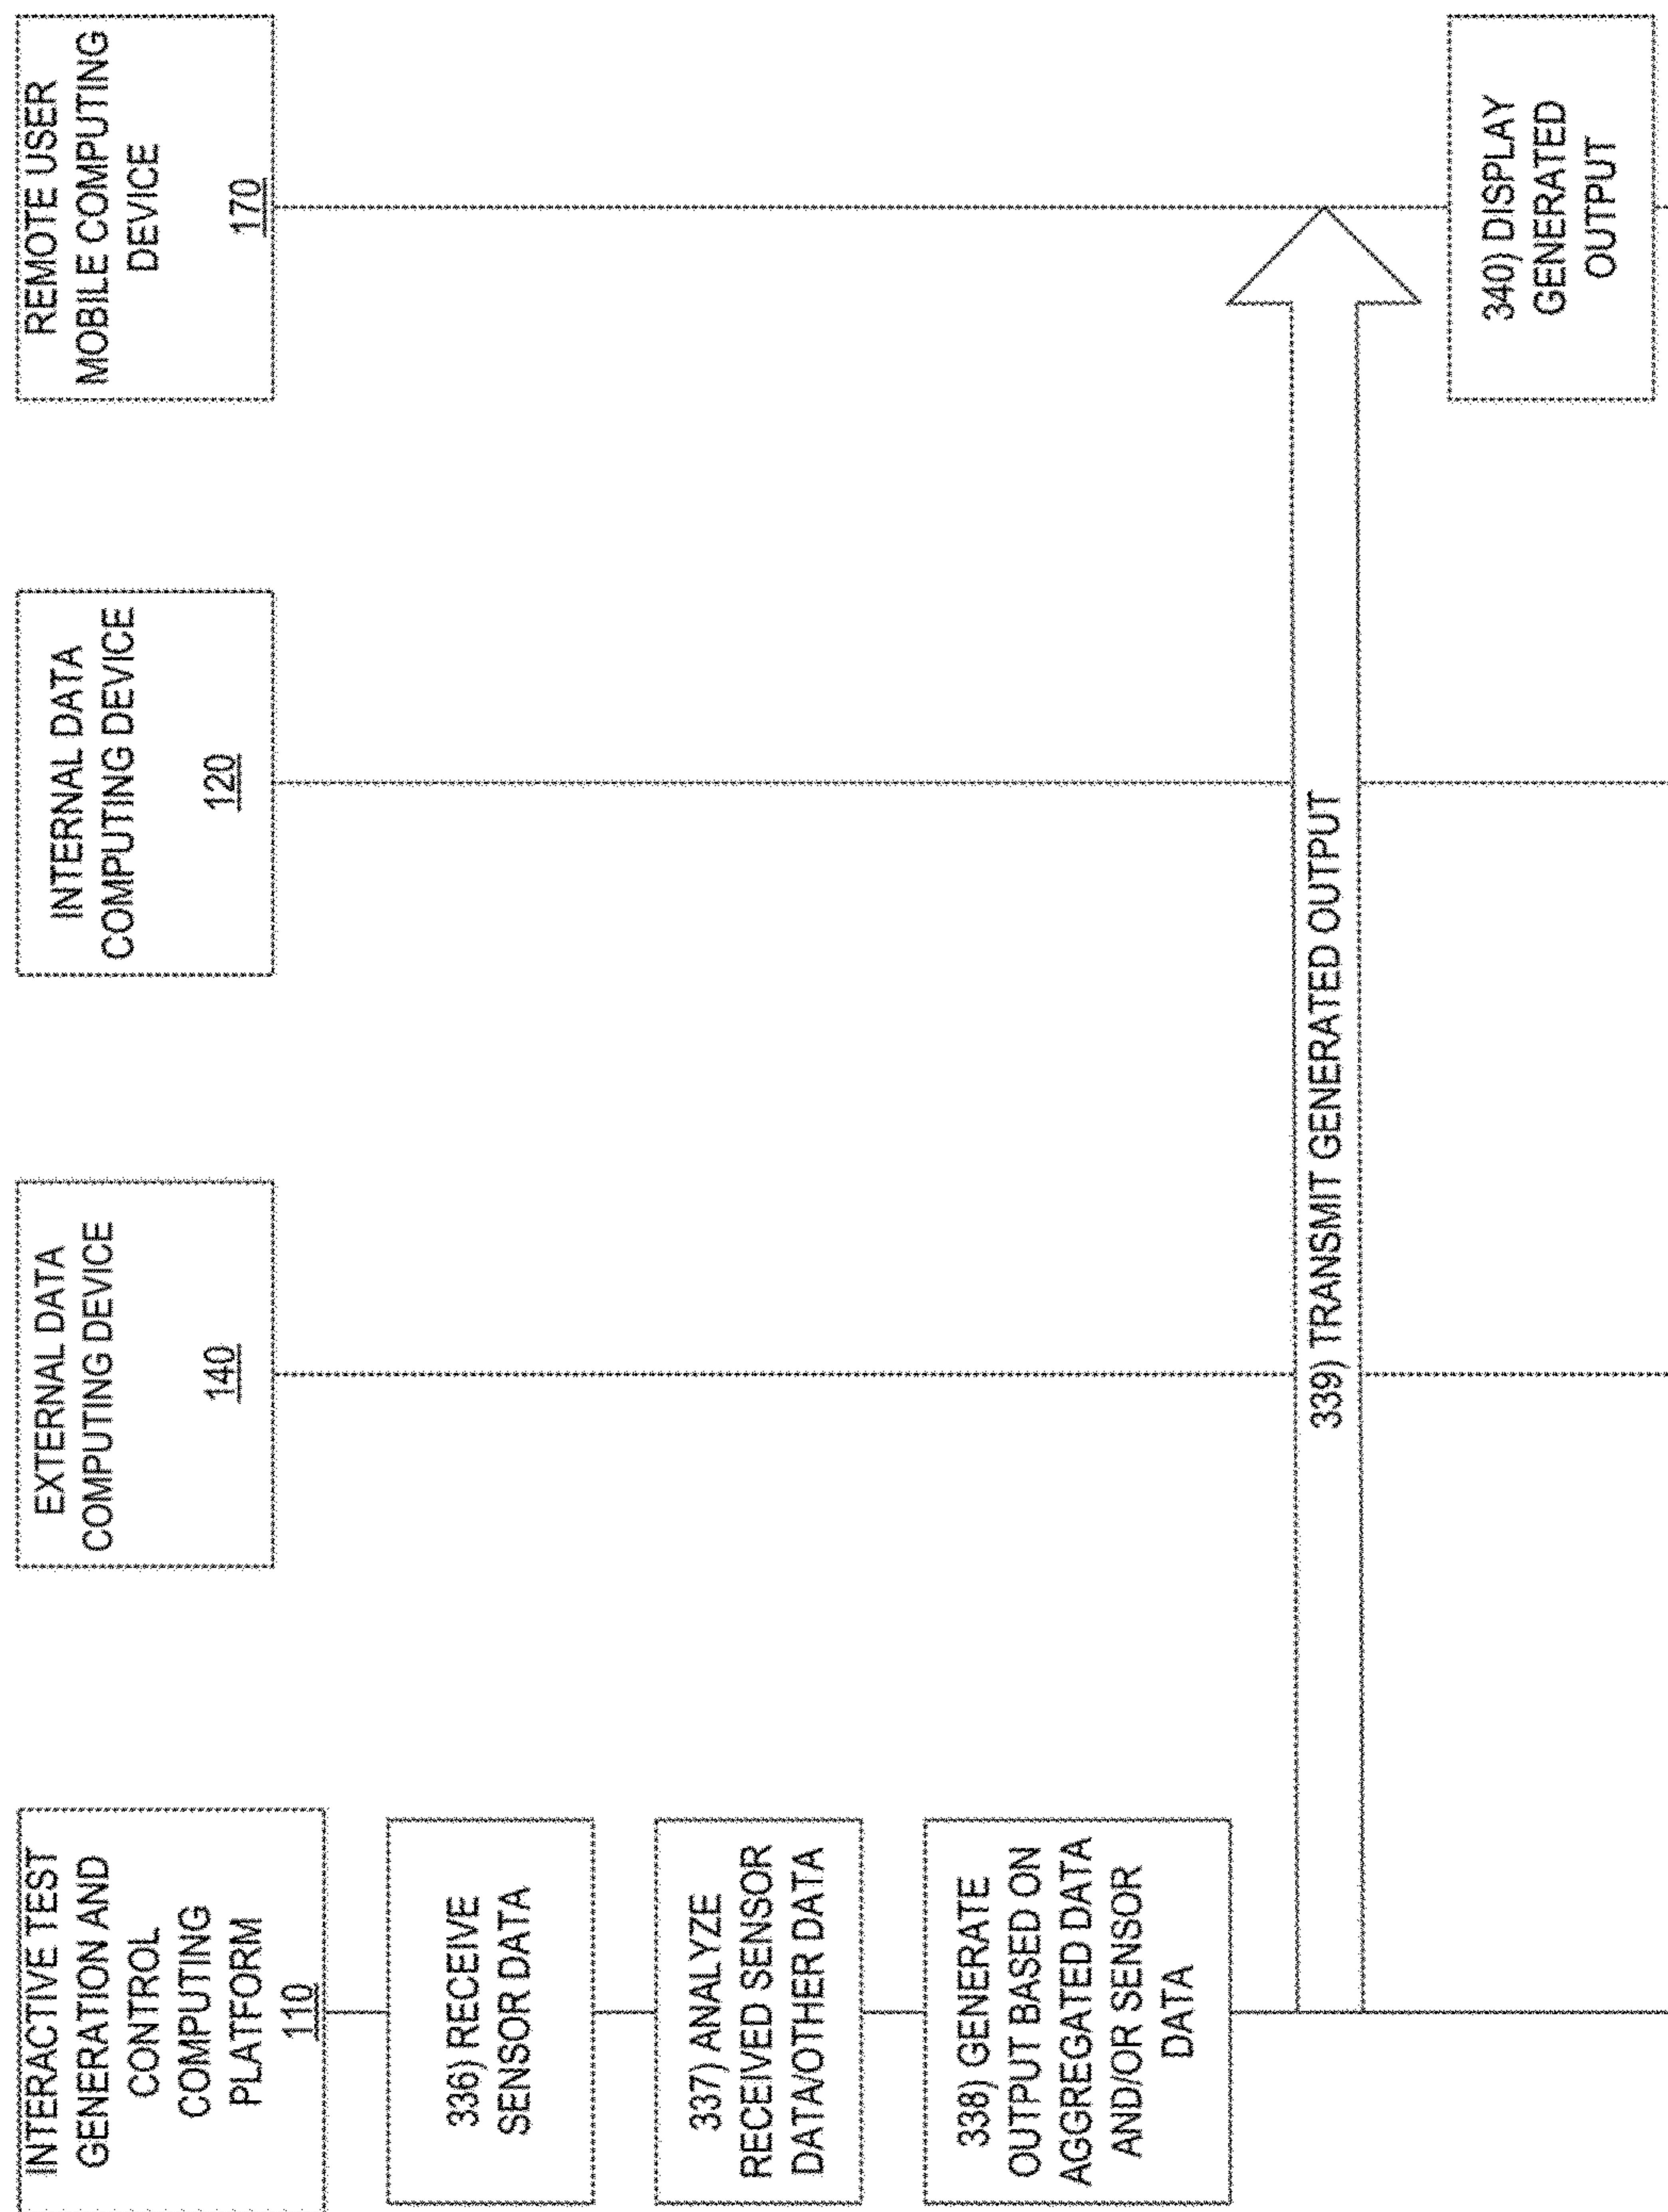 INTERACTIVE TEST
GENERATION AND
CONTROL
COMPUTING
PLATFORM
110
EXTERNAL DATA
COMPUTING DEVICE
140
INTERNAL DATA
COMPUTING DEVICE
120
REMOTE USER
MOBILE COMPUTING
DEVICE
170
336) RECEIVE
SENSOR DATA
337) ANALYZE
RECEIVED SENSOR
DATA/OTHER DATA
338) GENERATE
OUTPUT BASED ON
AGGREGATED DATA
AND/OR SENSOR
DATA
339) TRANSMIT GENERATED OUTPUT
340) DISPLAY
GENERATED
OUTPUT